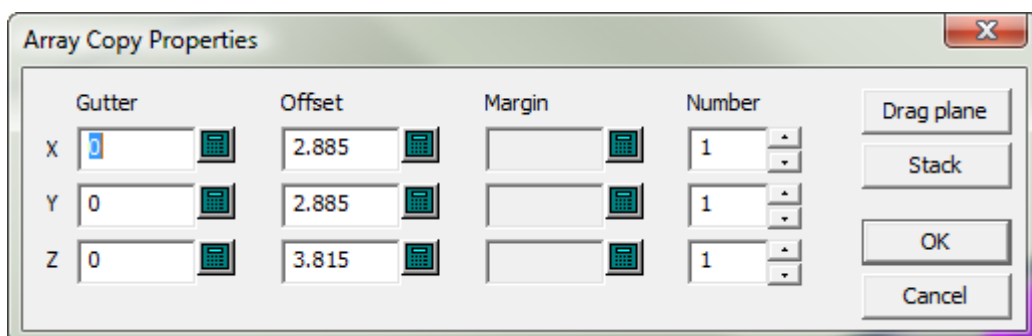 Array Copy Properties
Gutter Offset Margin Number
X 0 2.885 1
Y 0 2.885 1
Z 0 3.815 1
Drag plane
Stack
OK
Cancel